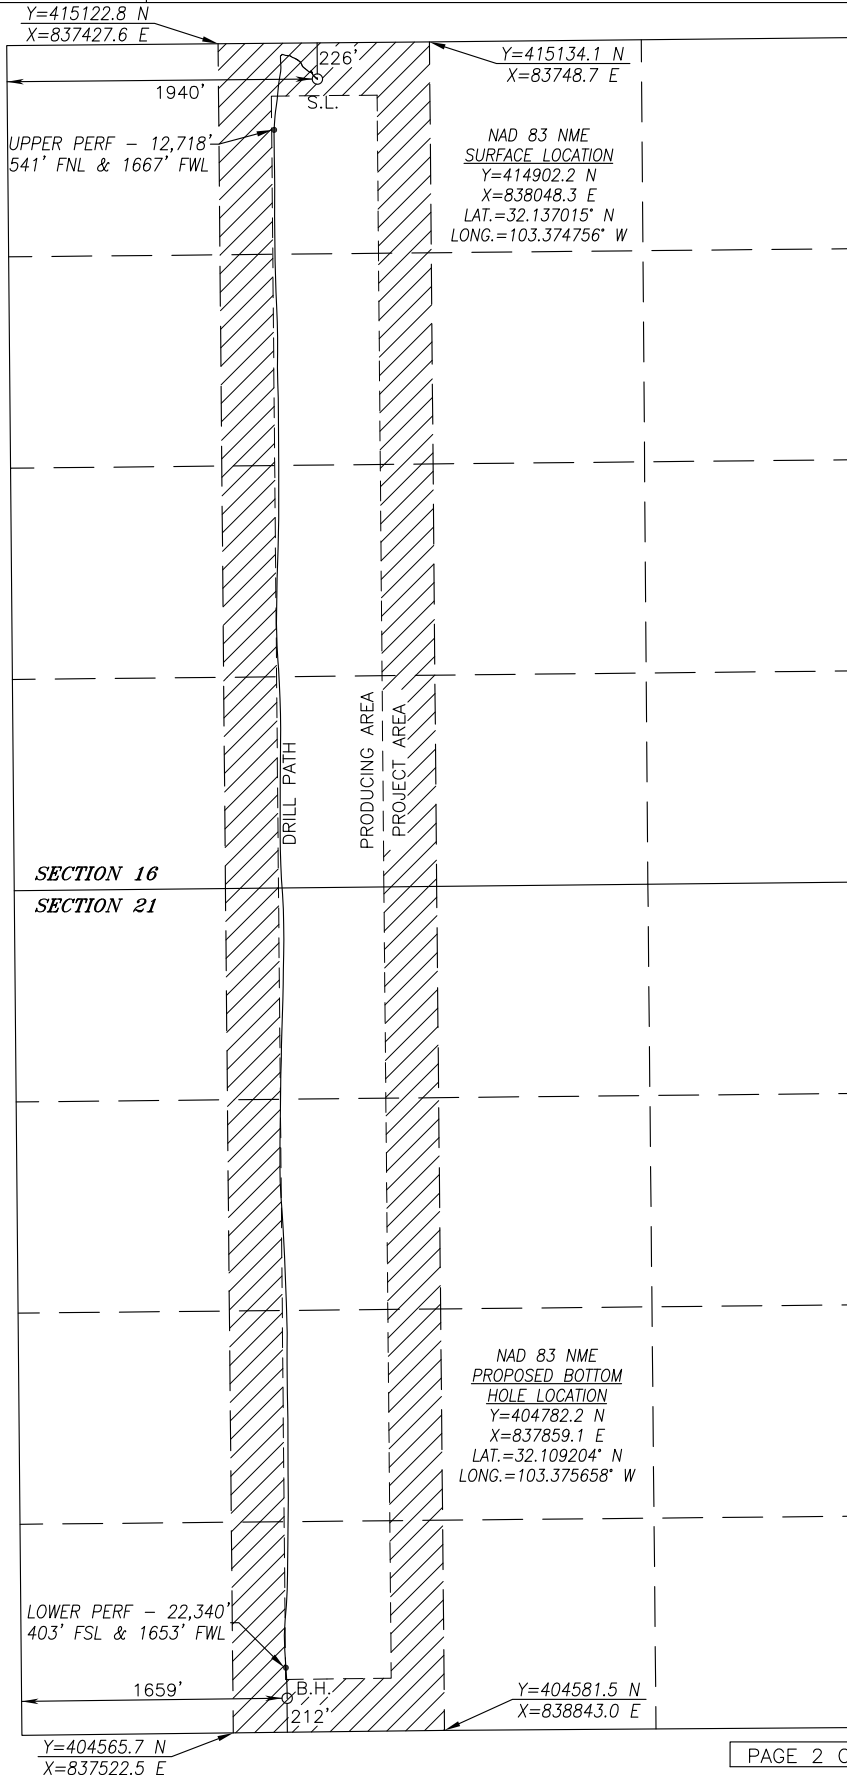 Y=415122.8 N
X=837427.6 E
Y=415134.1 N
X=83748.7 E
226'
1940'
S.L.
UPPER PERF - 12,718'
541' FNL & 1667' FWL
NAD 83 NME
SURFACE LOCATION
Y=414902.2 N
X=838048.3 E
LAT.=32.137015° N
LONG.=103.374756° W
DRILL PATH
PRODUCING AREA
PROJECT AREA
SECTION 16
SECTION 21
NAD 83 NME
PROPOSED BOTTOM
HOLE LOCATION
Y=404782.2 N
X=837859.1 E
LAT.=32.109204° N
LONG.=103.375658° W
LOWER PERF - 22,340'
403' FSL & 1653' FWL
1659'
B.H.
212'
Y=404581.5 N
X=838843.0 E
Y=404565.7 N
X=837522.5 E
PAGE 2